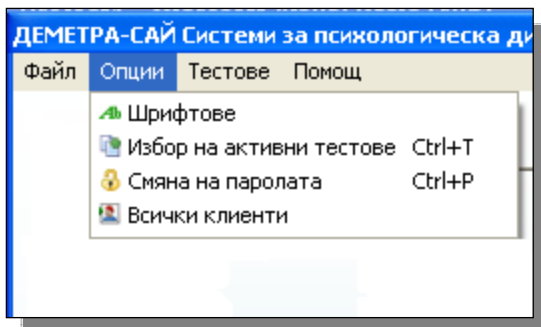 ДЕМЕТРА-САЙ Системи за психологическа
Файл Опции Тестове Помощ
Шрифтове
Избор на активни тестове Ctrl+T
Смяна на паролата Ctrl+P
Всички клиенти